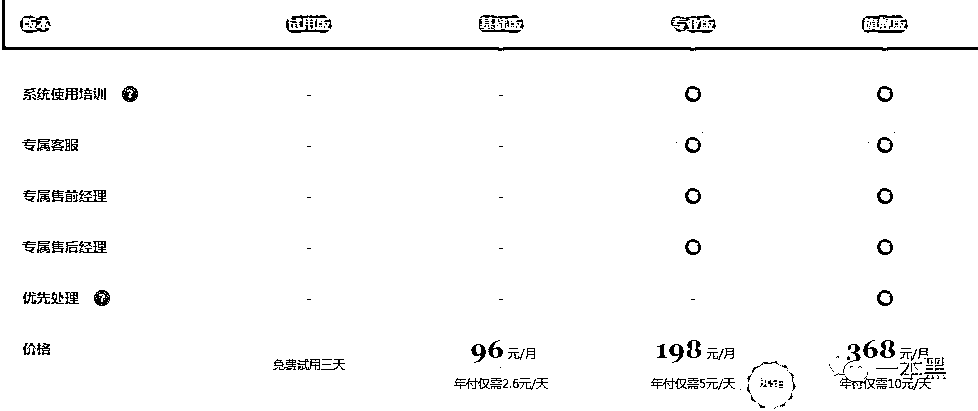 版本 试用版 基础版 专业版 旗舰版
系统使用培训 ? - -
专属客服 - -
专属售前经理 - -
专属售后经理 - -
优先处理 ? - - -
价格 免费试用三天 96 元/月 198 元/月 368 元/月
年付仅需2.6元/天 年付仅需5元/天 年付仅需10元/天
一本黑